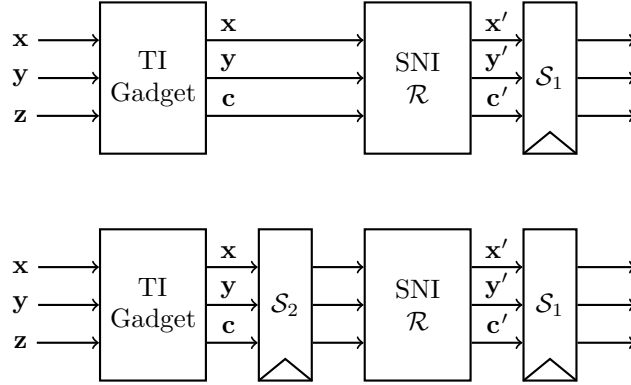 x x x′
y TI Gadget y SNI R y′ S₁
z c c′
x x x′
y TI Gadget y S₂ SNI R y′ S₁
z c c′